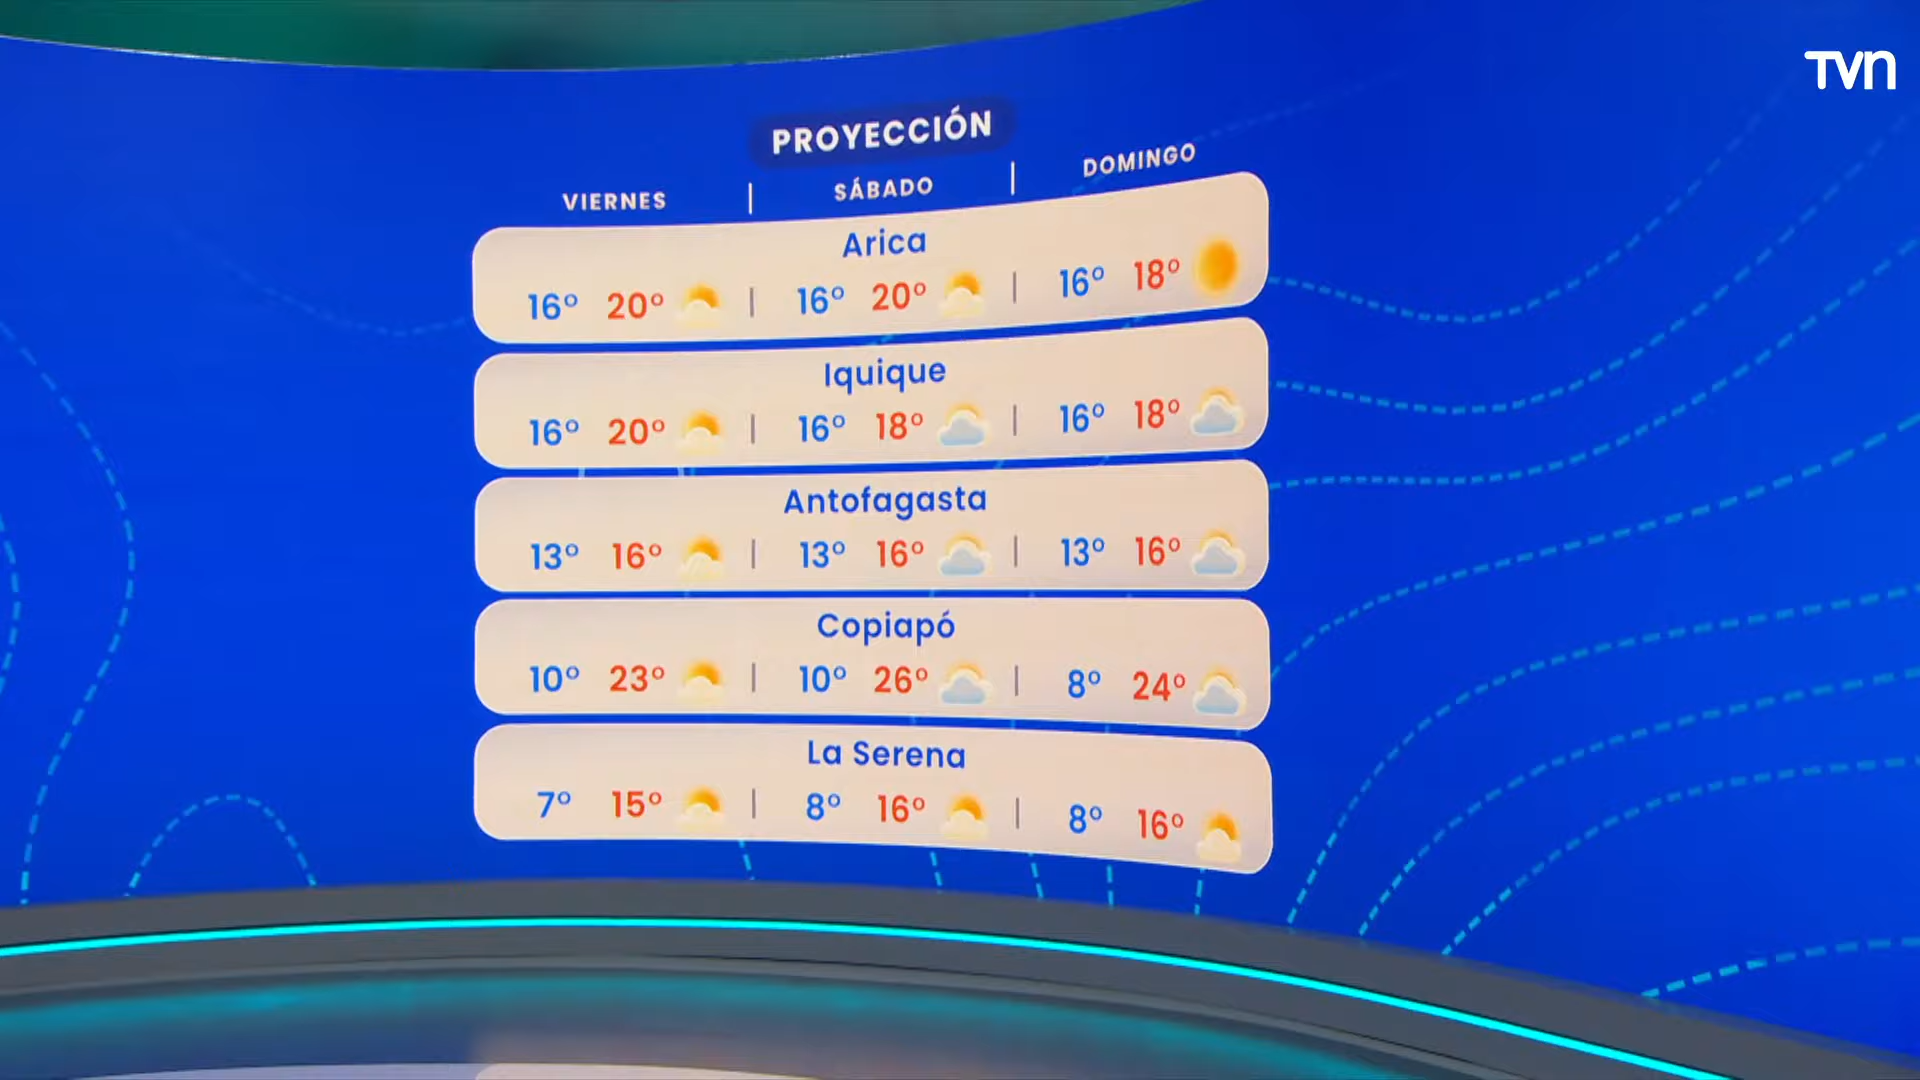 TVN
PROYECCIÓN
VIERNES | SÁBADO | DOMINGO
Arica
16° 20° | 16° 20° | 16° 18°
Iquique
16° 20° | 16° 18° | 16° 18°
Antofagasta
13° 16° | 13° 16° | 13° 16°
Copiapó
10° 23° | 10° 26° | 8° 24°
La Serena
7° 15° | 8° 16° | 8° 16°